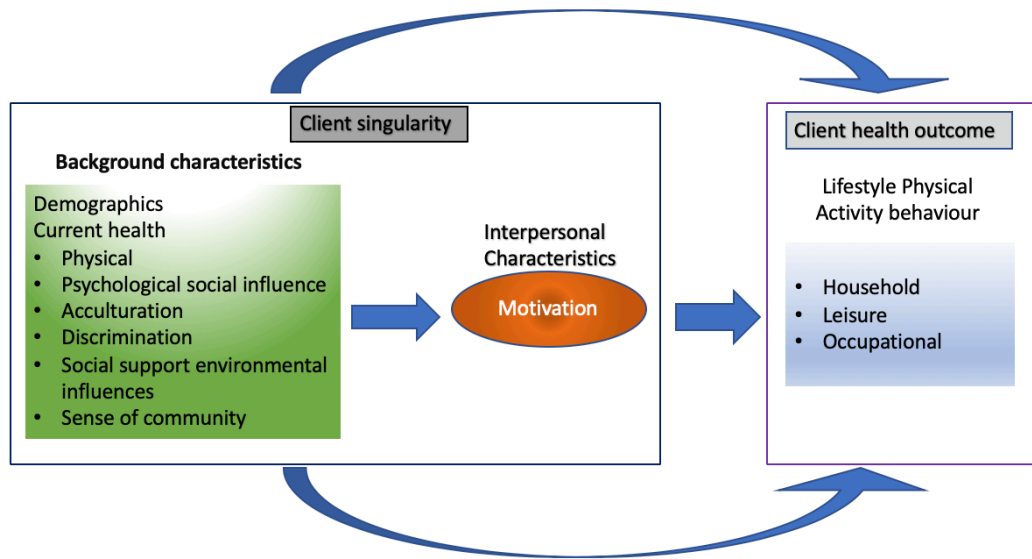 Client singularity
Background characteristics
Demographics
Current health
• Physical
• Psychological social influence
• Acculturation
• Discrimination
• Social support environmental
influences
• Sense of community
Interpersonal
Characteristics
Motivation
Client health outcome
Lifestyle Physical
Activity behaviour
• Household
• Leisure
• Occupational